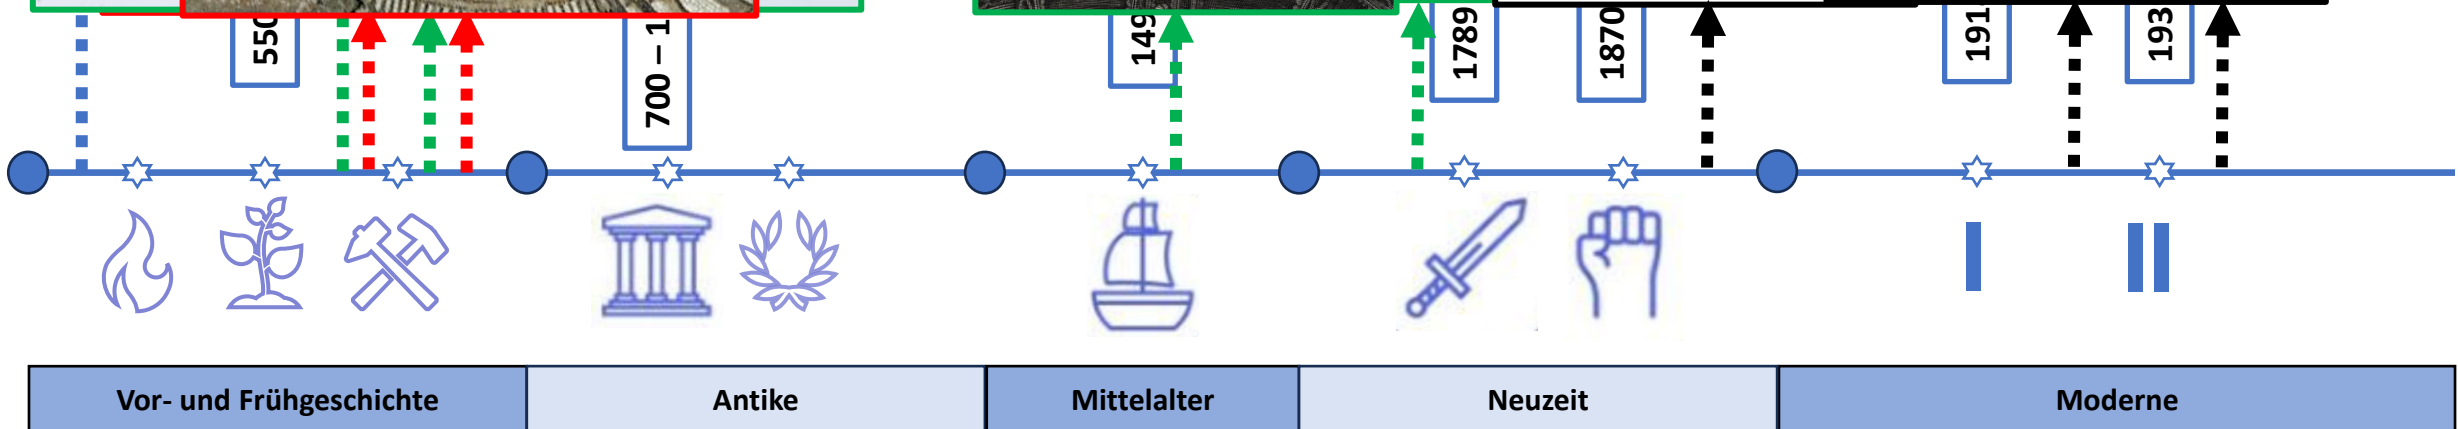 550
700 – 1
149
1789
1870
191
193
Vor- und Frühgeschichte
Antike
Mittelalter
Neuzeit
Moderne